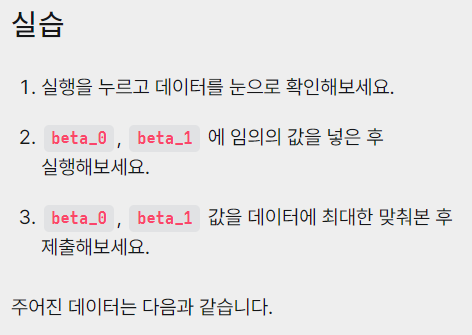 실습
1. 실행을 누르고 데이터를 눈으로 확인해보세요.
2. beta_0, beta_1 에 임의의 값을 넣은 후
실행해보세요.
3. beta_0, beta_1 값을 데이터에 최대한 맞춰본 후
제출해보세요.
주어진 데이터는 다음과 같습니다.